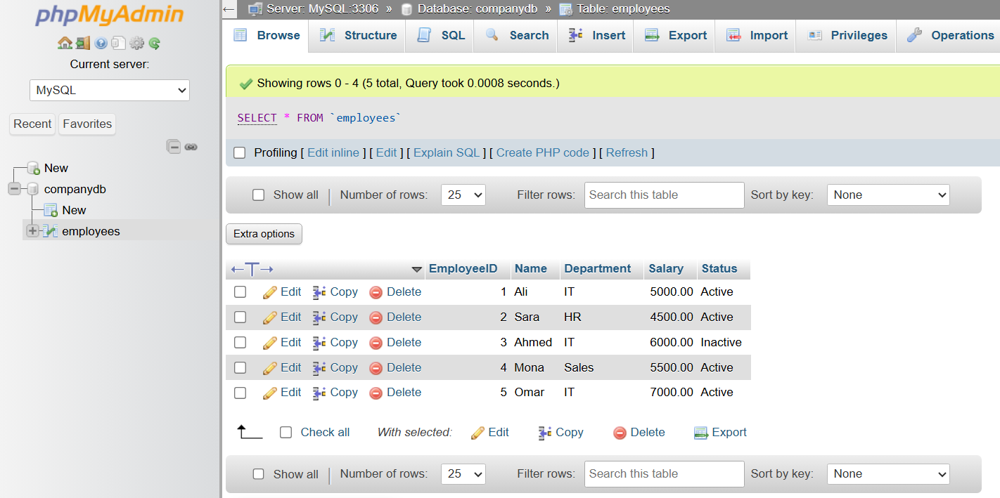 phpMyAdmin
Current server:
MySQL
Recent Favorites
New
companydb
New
employees
Server: MySQL:3306 » Database: companydb » Table: employees
Browse Structure SQL Search Insert Export Import Privileges Operations
Showing rows 0 - 4 (5 total, Query took 0.0008 seconds.)
SELECT * FROM `employees`
Profiling [ Edit inline ] [ Edit ] [ Explain SQL ] [ Create PHP code ] [ Refresh ]
Show all | Number of rows: 25 Filter rows: Search this table Sort by key: None
Extra options
←T→ EmployeeID Name Department Salary Status
Edit Copy Delete 1 Ali IT 5000.00 Active
Edit Copy Delete 2 Sara HR 4500.00 Active
Edit Copy Delete 3 Ahmed IT 6000.00 Inactive
Edit Copy Delete 4 Mona Sales 5500.00 Active
Edit Copy Delete 5 Omar IT 7000.00 Active
Check all With selected: Edit Copy Delete Export
Show all | Number of rows: 25 Filter rows: Search this table Sort by key: None